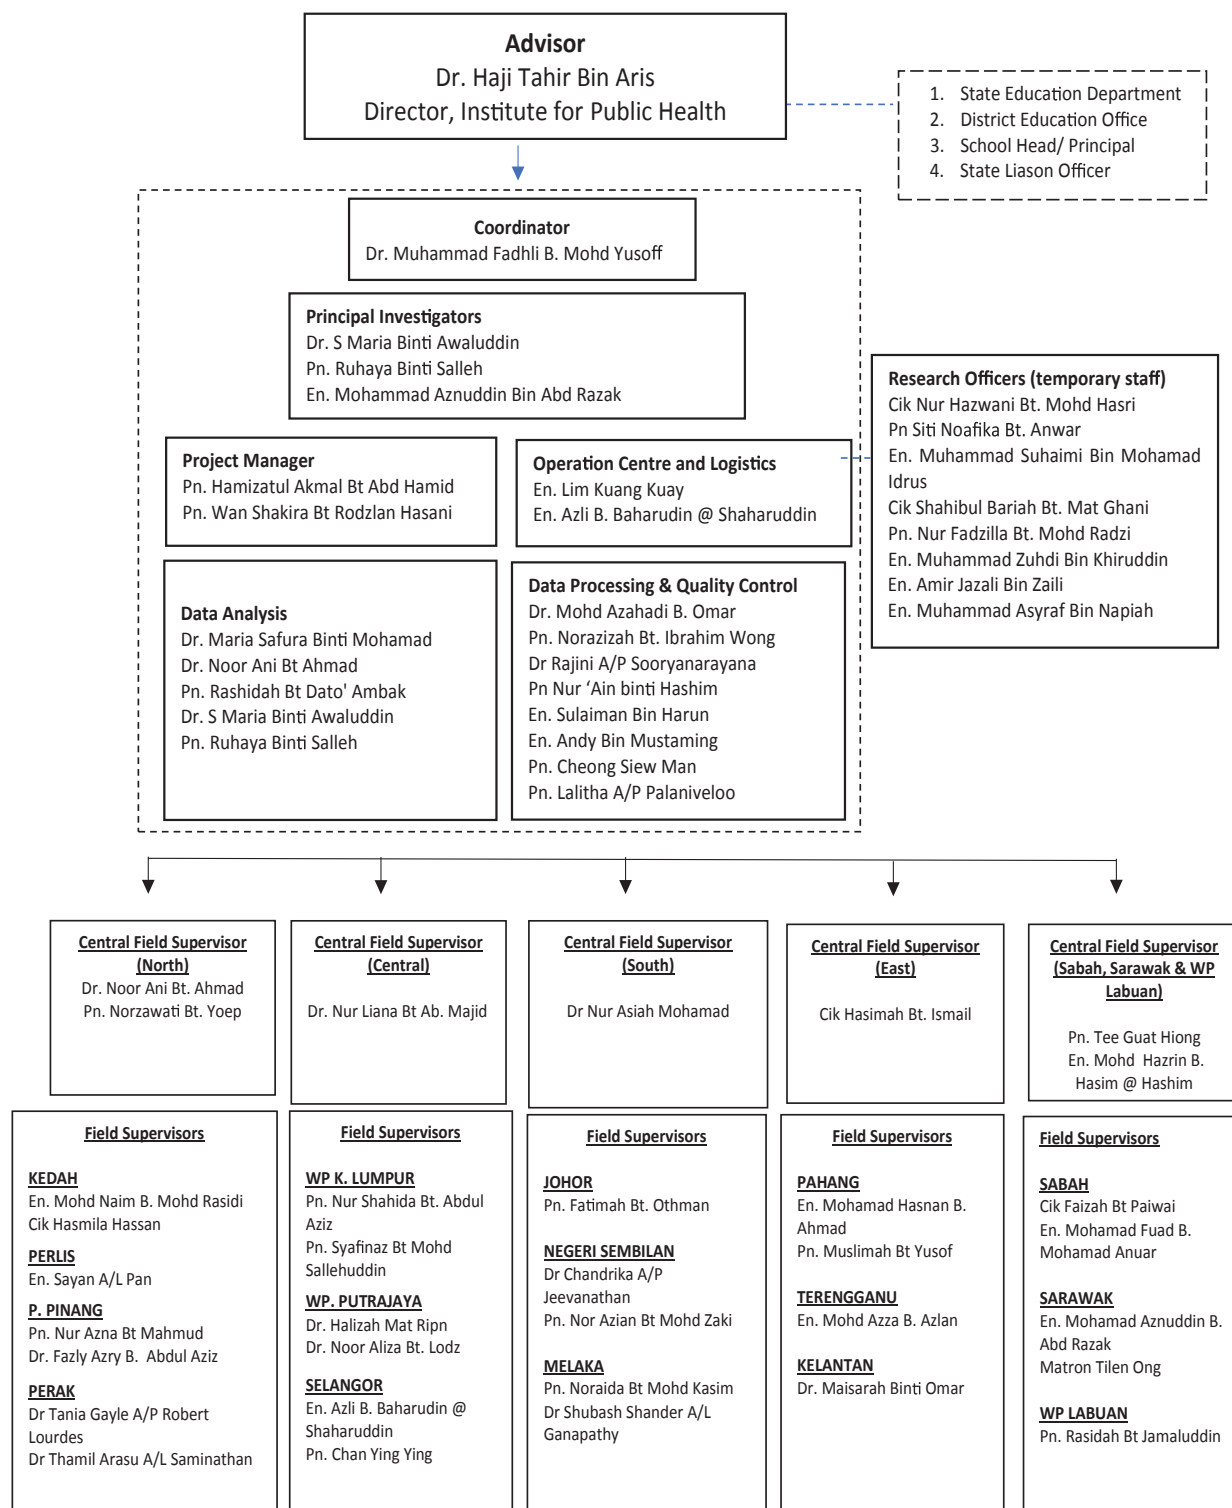 Advisor
Dr. Haji Tahir Bin Aris
Director, Institute for Public Health
1. State Education Department
2. District Education Office
3. School Head/ Principal
4. State Liason Officer
Coordinator
Dr. Muhammad Fadhli B. Mohd Yusoff
Principal Investigators
Dr. S Maria Binti Awaluddin
Pn. Ruhaya Binti Salleh
En. Mohammad Aznuddin Bin Abd Razak
Research Officers (temporary staff)
Cik Nur Hazwani Bt. Mohd Hasri
Pn Siti Noafika Bt. Anwar
En. Muhammad Suhaimi Bin Mohamad
Idrus
Cik Shahibul Bariah Bt. Mat Ghani
Pn. Nur Fadzilla Bt. Mohd Radzi
En. Muhammad Zuhdi Bin Khiruddin
En. Amir Jazali Bin Zaili
En. Muhammad Asyraf Bin Napiah
Project Manager
Pn. Hamizatul Akmal Bt Abd Hamid
Pn. Wan Shakira Bt Rodzlan Hasani
Operation Centre and Logistics
En. Lim Kuang Kuay
En. Azli B. Baharudin @ Shaharuddin
Data Analysis
Dr. Maria Safura Binti Mohamad
Dr. Noor Ani Bt Ahmad
Pn. Rashidah Bt Dato' Ambak
Dr. S Maria Binti Awaluddin
Pn. Ruhaya Binti Salleh
Data Processing & Quality Control
Dr. Mohd Azahadi B. Omar
Pn. Norazizah Bt. Ibrahim Wong
Dr Rajini A/P Sooryanarayana
Pn Nur ‘Ain binti Hashim
En. Sulaiman Bin Harun
En. Andy Bin Mustaming
Pn. Cheong Siew Man
Pn. Lalitha A/P Palaniveloo
Central Field Supervisor
(North)
Dr. Noor Ani Bt. Ahmad
Pn. Norzawati Bt. Yoep
Central Field Supervisor
(Central)
Dr. Nur Liana Bt Ab. Majid
Central Field Supervisor
(South)
Dr Nur Asiah Mohamad
Central Field Supervisor
(East)
Cik Hasimah Bt. Ismail
Central Field Supervisor
(Sabah, Sarawak & WP
Labuan)
Pn. Tee Guat Hiong
En. Mohd Hazrin B.
Hasim @ Hashim
Field Supervisors
KEDAH
En. Mohd Naim B. Mohd Rasidi
Cik Hasmila Hassan
PERLIS
En. Sayan A/L Pan
P. PINANG
Pn. Nur Azna Bt Mahmud
Dr. Fazly Azry B. Abdul Aziz
PERAK
Dr Tania Gayle A/P Robert
Lourdes
Dr Thamil Arasu A/L Saminathan
Field Supervisors
WP K. LUMPUR
Pn. Nur Shahida Bt. Abdul
Aziz
Pn. Syafinaz Bt Mohd
Sallehuddin
WP. PUTRAJAYA
Dr. Halizah Mat Ripn
Dr. Noor Aliza Bt. Lodz
SELANGOR
En. Azli B. Baharudin @
Shaharuddin
Pn. Chan Ying Ying
Field Supervisors
JOHOR
Pn. Fatimah Bt. Othman
NEGERI SEMBILAN
Dr Chandrika A/P
Jeevanathan
Pn. Nor Azian Bt Mohd Zaki
MELAKA
Pn. Noraida Bt Mohd Kasim
Dr Shubash Shander A/L
Ganapathy
Field Supervisors
PAHANG
En. Mohamad Hasnan B.
Ahmad
Pn. Muslimah Bt Yusof
TERENGGANU
En. Mohd Azza B. Azlan
KELANTAN
Dr. Maisarah Binti Omar
Field Supervisors
SABAH
Cik Faizah Bt Paiwai
En. Mohamad Fuad B.
Mohamad Anuar
SARAWAK
En. Mohamad Aznuddin B.
Abd Razak
Matron Tilen Ong
WP LABUAN
Pn. Rasidah Bt Jamaluddin